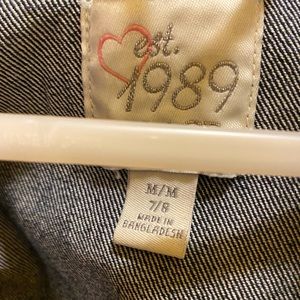 est.
1989
M/M
7/8
MADE IN
BANGLADESH